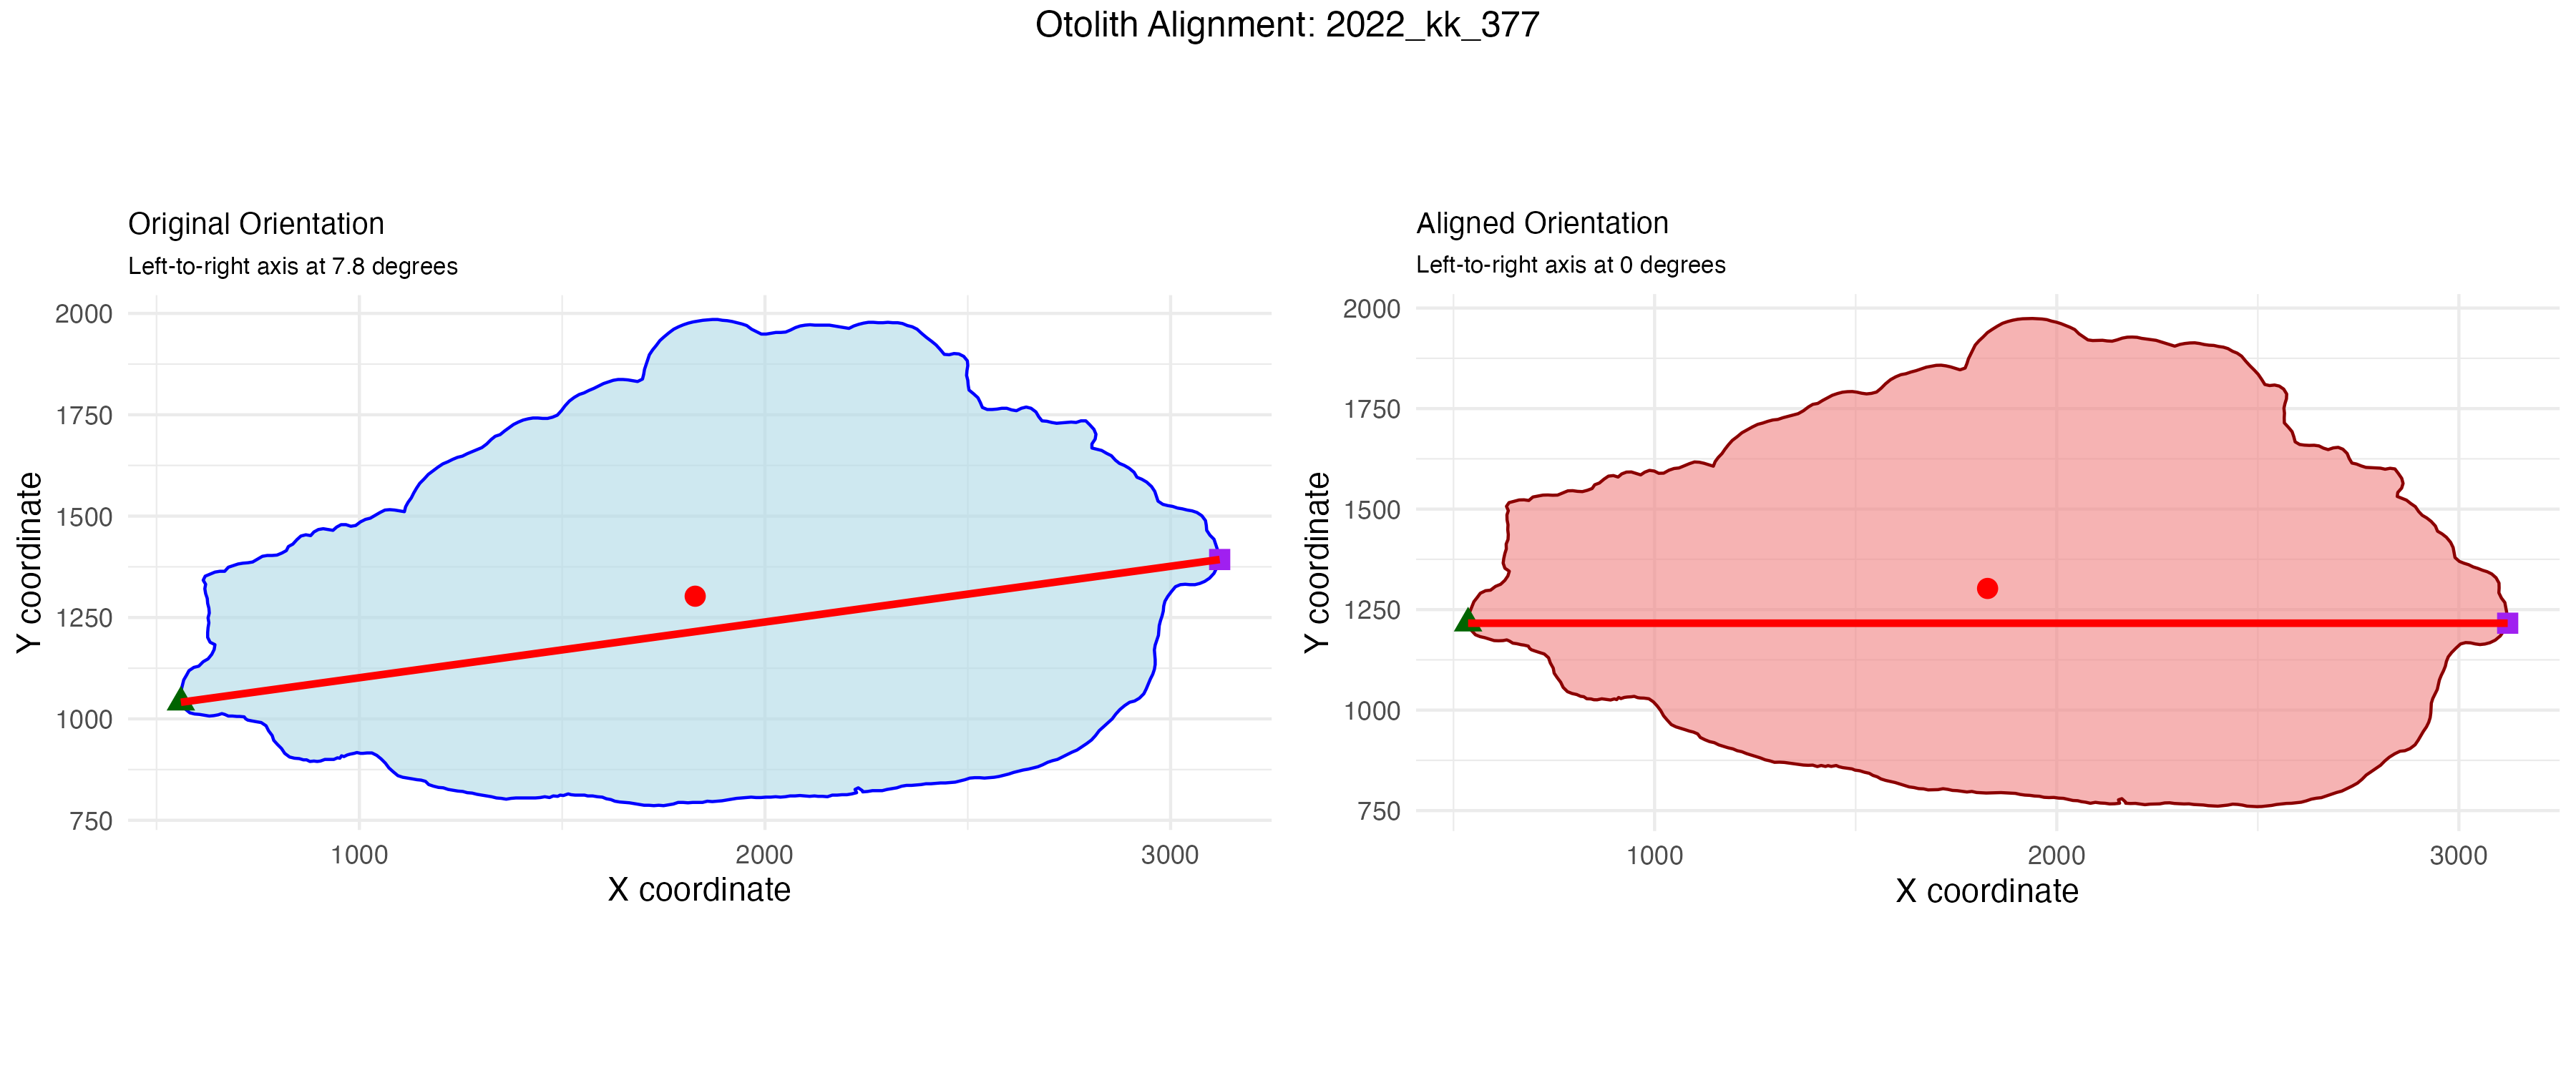 Otolith Alignment: 2022_kk_377
Original Orientation
Left-to-right axis at 7.8 degrees
2000
1750
1500
1250
1000
750
Y coordinate
1000 2000 3000
X coordinate
Aligned Orientation
Left-to-right axis at 0 degrees
2000
1750
1500
1250
1000
750
Y coordinate
1000 2000 3000
X coordinate